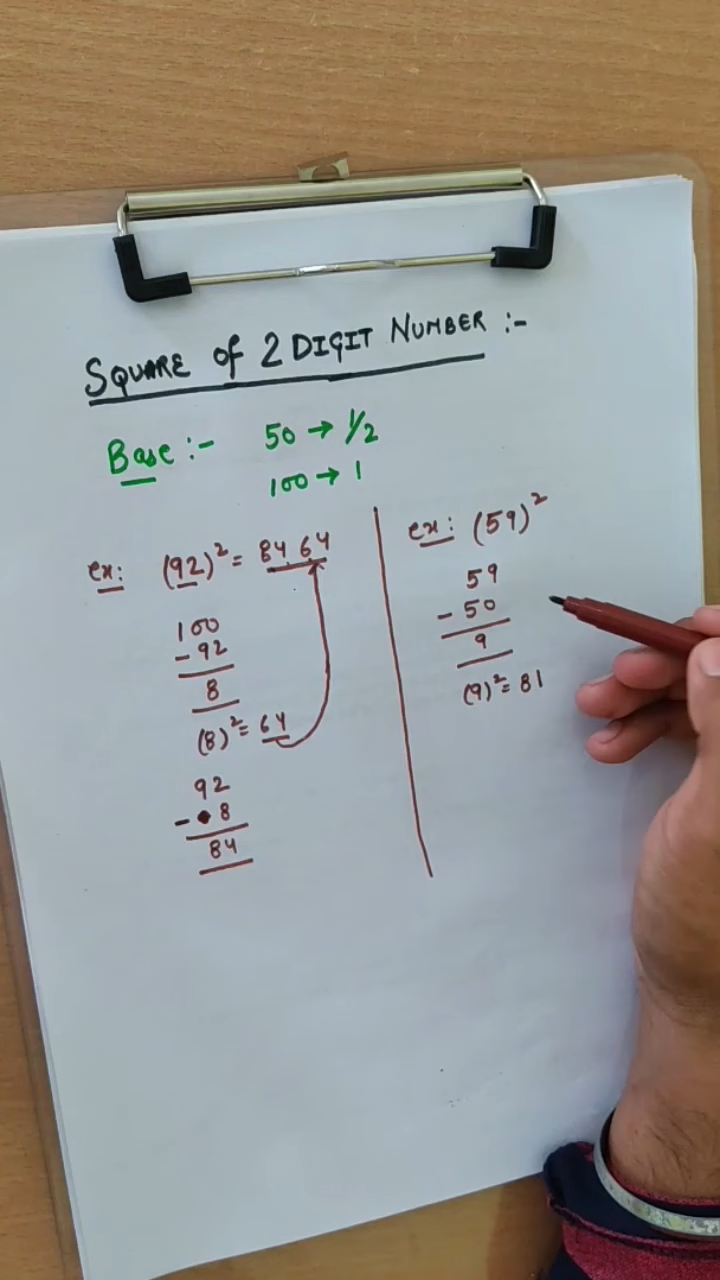 SQUARE of 2 DIGIT NUMBER :-
Base :- 50 → 1/2
100 → 1
ex: (92)² = 84 64
100
- 92
8
(8)² = 64
92
- 8
84
ex: (59)²
59
- 50
9
(9)² = 81